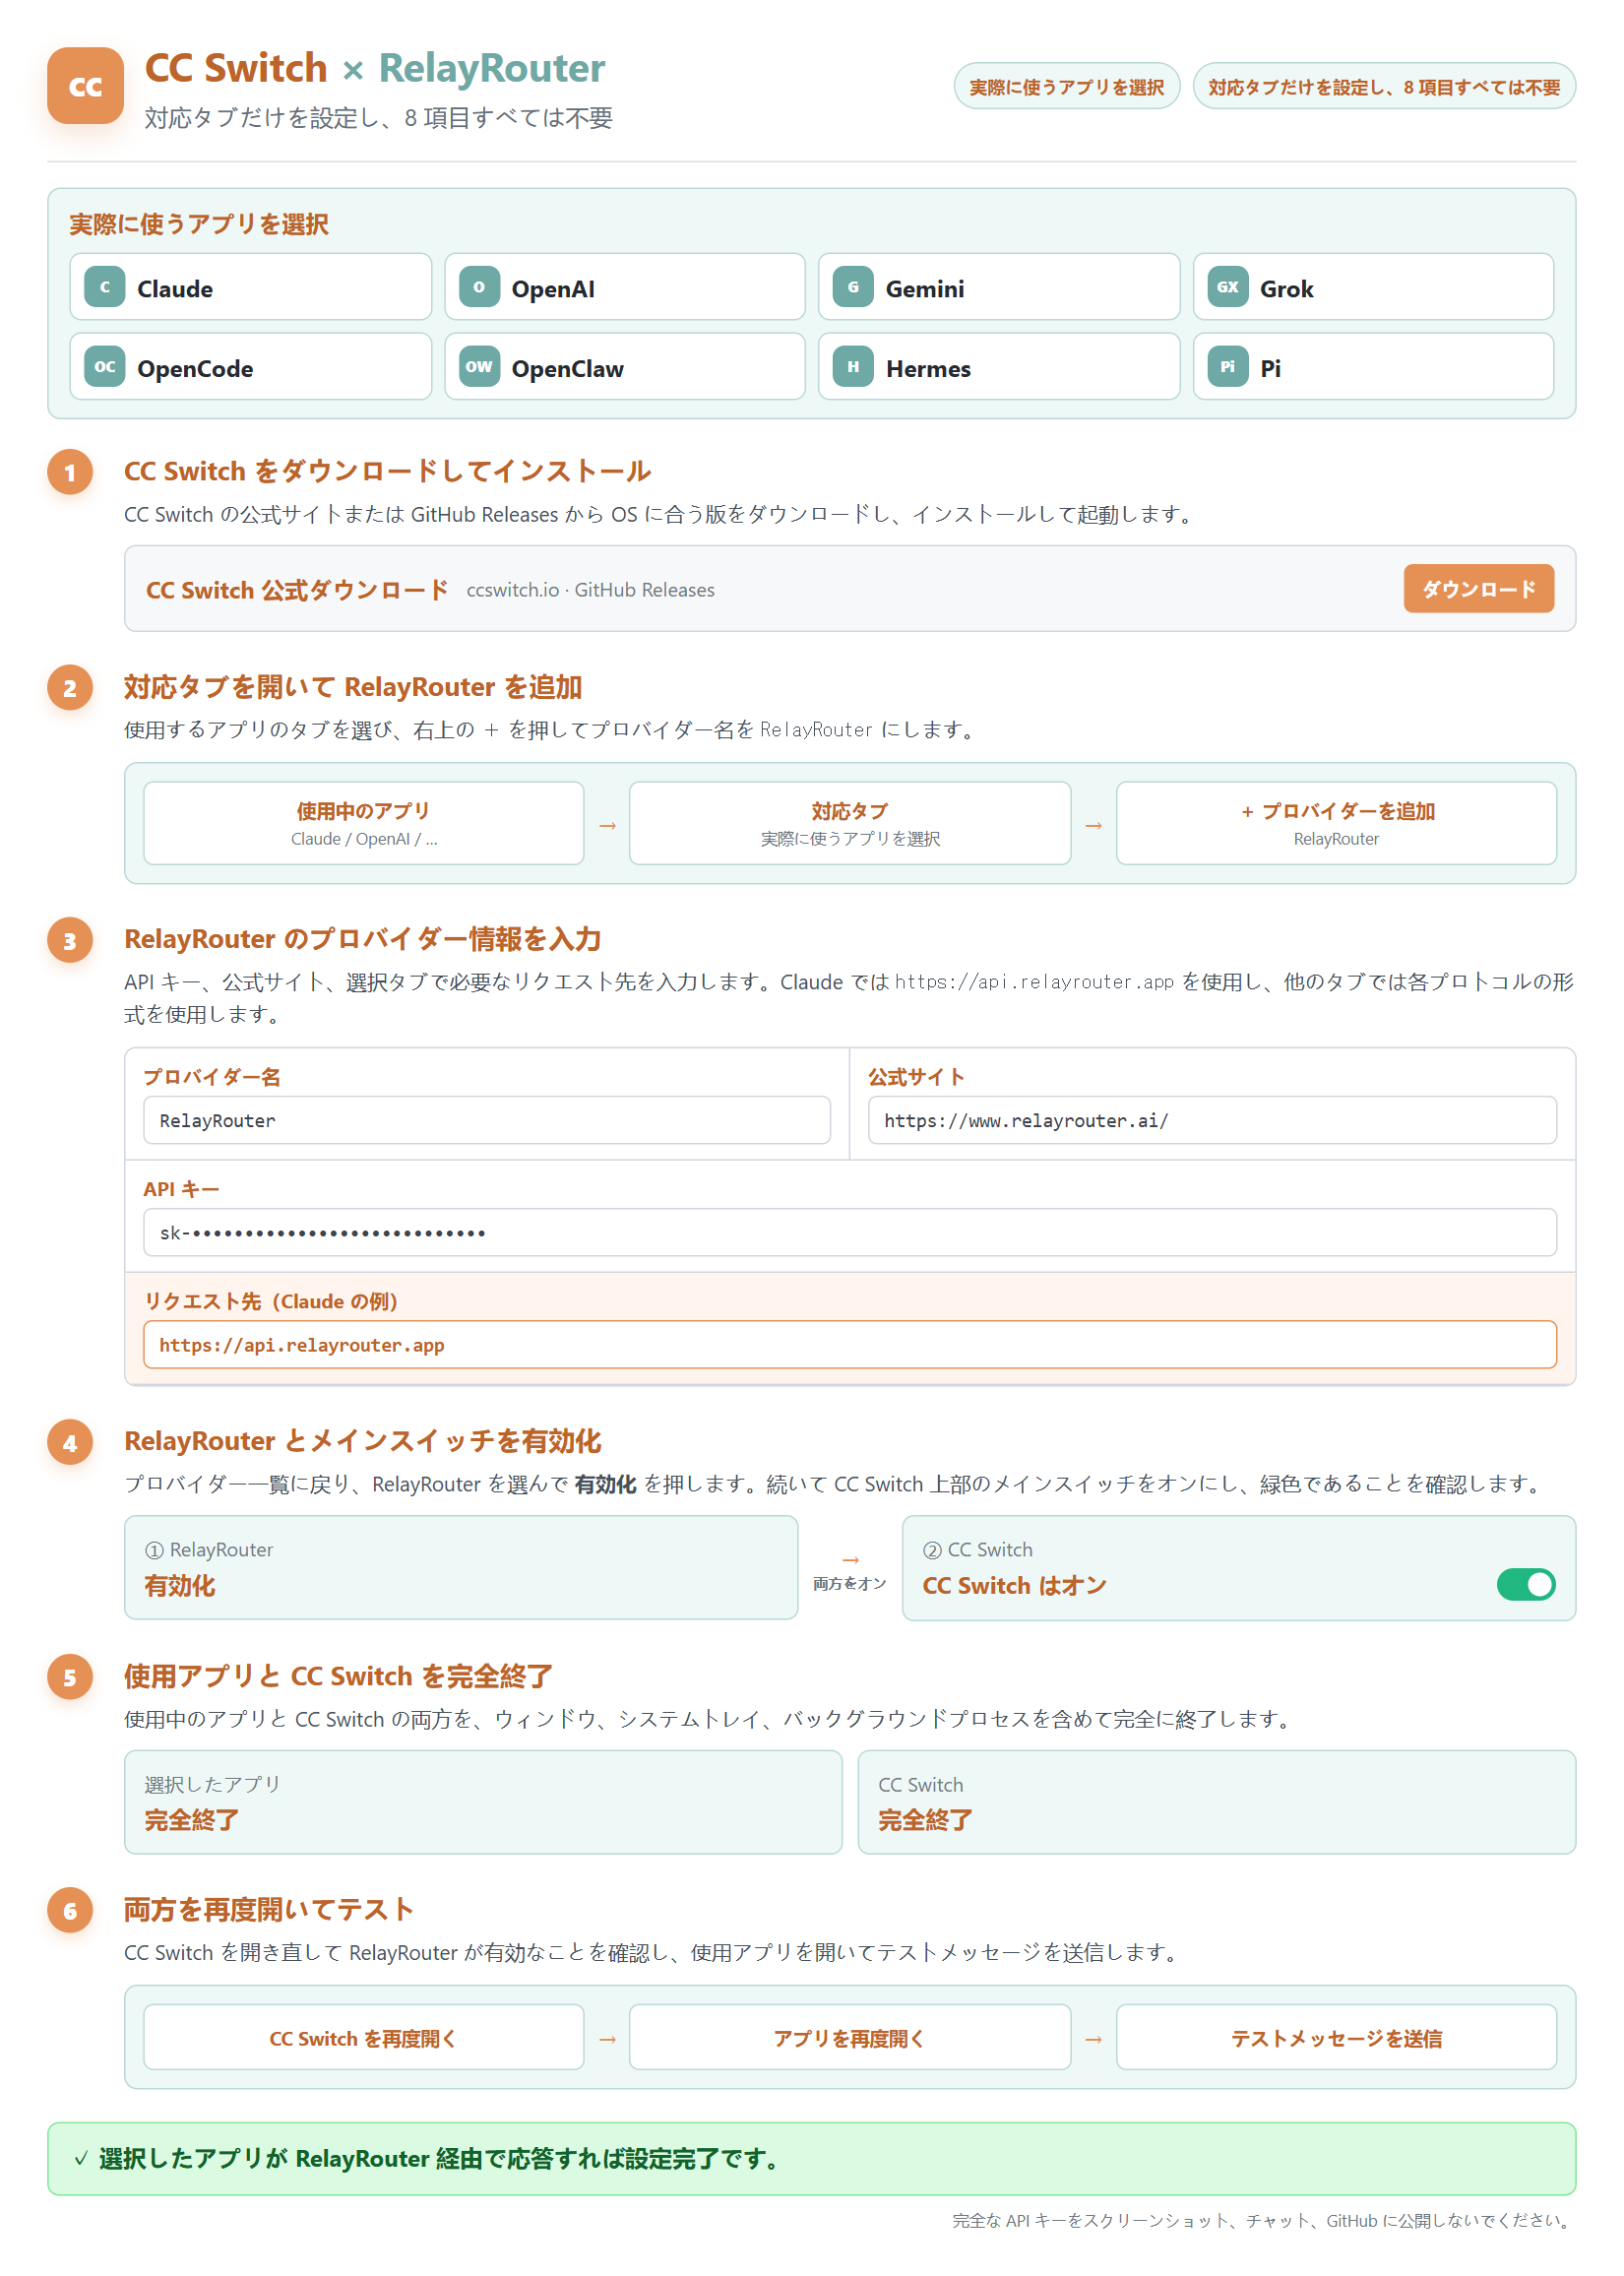 CC
CC Switch × RelayRouter
対応タブだけを設定し、8 項目すべては不要
実際に使うアプリを選択
対応タブだけを設定し、8 項目すべては不要
実際に使うアプリを選択
C Claude
O OpenAI
G Gemini
GX Grok
OC OpenCode
OW OpenClaw
H Hermes
Pi Pi
1 CC Switch をダウンロードしてインストール
CC Switch の公式サイトまたは GitHub Releases から OS に合う版をダウンロードし、インストールして起動します。
CC Switch 公式ダウンロード ccswitch.io · GitHub Releases
ダウンロード
2 対応タブを開いて RelayRouter を追加
使用するアプリのタブを選び、右上の ＋ を押してプロバイダー名を RelayRouter にします。
使用中のアプリ
Claude / OpenAI / ...
→
対応タブ
実際に使うアプリを選択
→
+ プロバイダーを追加
RelayRouter
3 RelayRouter のプロバイダー情報を入力
API キー、公式サイト、選択タブで必要なリクエスト先を入力します。Claude では https://api.relayrouter.app を使用し、他のタブでは各プロトコルの形
式を使用します。
プロバイダー名
RelayRouter
公式サイト
https://www.relayrouter.ai/
API キー
sk-••••••••••••••••••••••••••••
リクエスト先（Claude の例）
https://api.relayrouter.app
4 RelayRouter とメインスイッチを有効化
プロバイダー一覧に戻り、RelayRouter を選んで 有効化 を押します。続いて CC Switch 上部のメインスイッチをオンにし、緑色であることを確認します。
① RelayRouter
有効化
→
両方をオン
② CC Switch
CC Switch はオン
5 使用アプリと CC Switch を完全終了
使用中のアプリと CC Switch の両方を、ウィンドウ、システムトレイ、バックグラウンドプロセスを含めて完全に終了します。
選択したアプリ
完全終了
CC Switch
完全終了
6 両方を再度開いてテスト
CC Switch を開き直して RelayRouter が有効なことを確認し、使用アプリを開いてテストメッセージを送信します。
CC Switch を再度開く
→
アプリを再度開く
→
テストメッセージを送信
✓ 選択したアプリが RelayRouter 経由で応答すれば設定完了です。
完全な API キーをスクリーンショット、チャット、GitHub に公開しないでください。